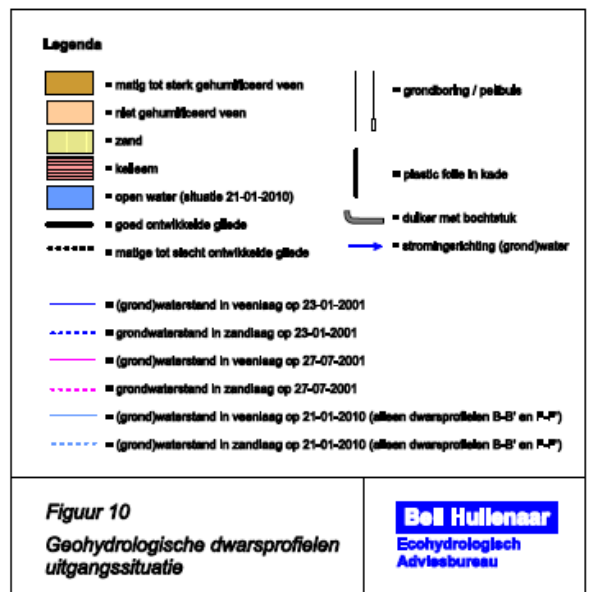 Legenda
= matig tot sterk gehumificeerd veen
= niet gehumificeerd veen
= zand
= keileem
= open water (situatie 21-01-2010)
= goed ontwikkelde gliede
= matige tot slecht ontwikkelde gliede
= grondboring / peilbuis
= plastic folie in kade
= duiker met bochtstuk
= stromingsrichting (grond)water
= (grond)waterstand in veenlaag op 23-01-2001
= grondwaterstand in zandlaag op 23-01-2001
= (grond)waterstand in veenlaag op 27-07-2001
= grondwaterstand in zandlaag op 27-07-2001
= (grond)waterstand in veenlaag op 21-01-2010 (alleen dwarsprofielen B-B' en F-F')
= (grond)waterstand in zandlaag op 21-01-2010 (alleen dwarsprofielen B-B' en F-F')
Figuur 10
Geohydrologische dwarsprofielen
uitgangssituatie
Bell Hullenaar
Ecohydrologisch
Adviesbureau